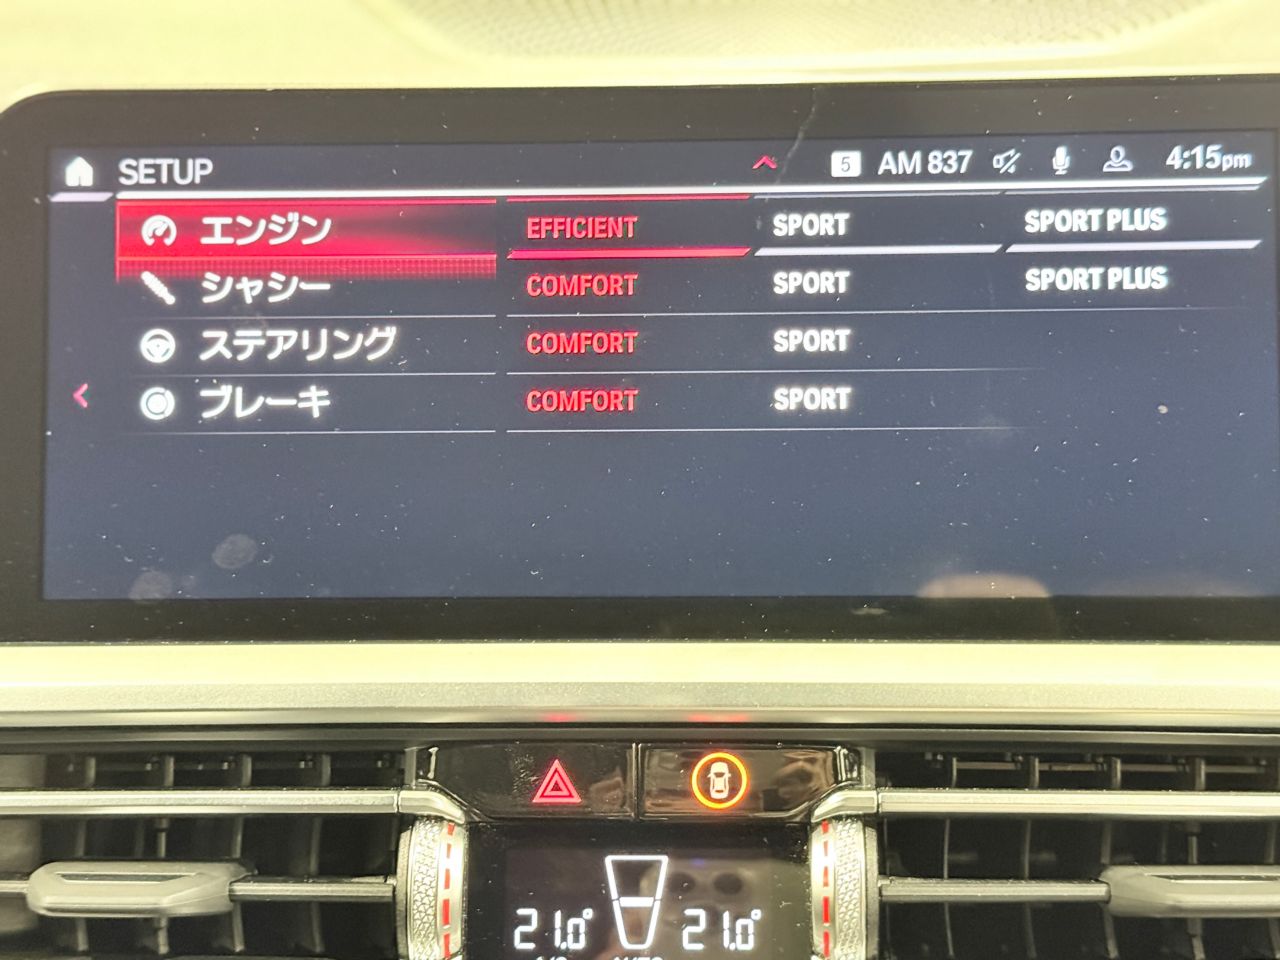 SETUP 5 AM 837 4:15pm
エンジン EFFICIENT SPORT SPORT PLUS
シャシー COMFORT SPORT SPORT PLUS
ステアリング COMFORT SPORT
ブレーキ COMFORT SPORT
21.0° 21.0°